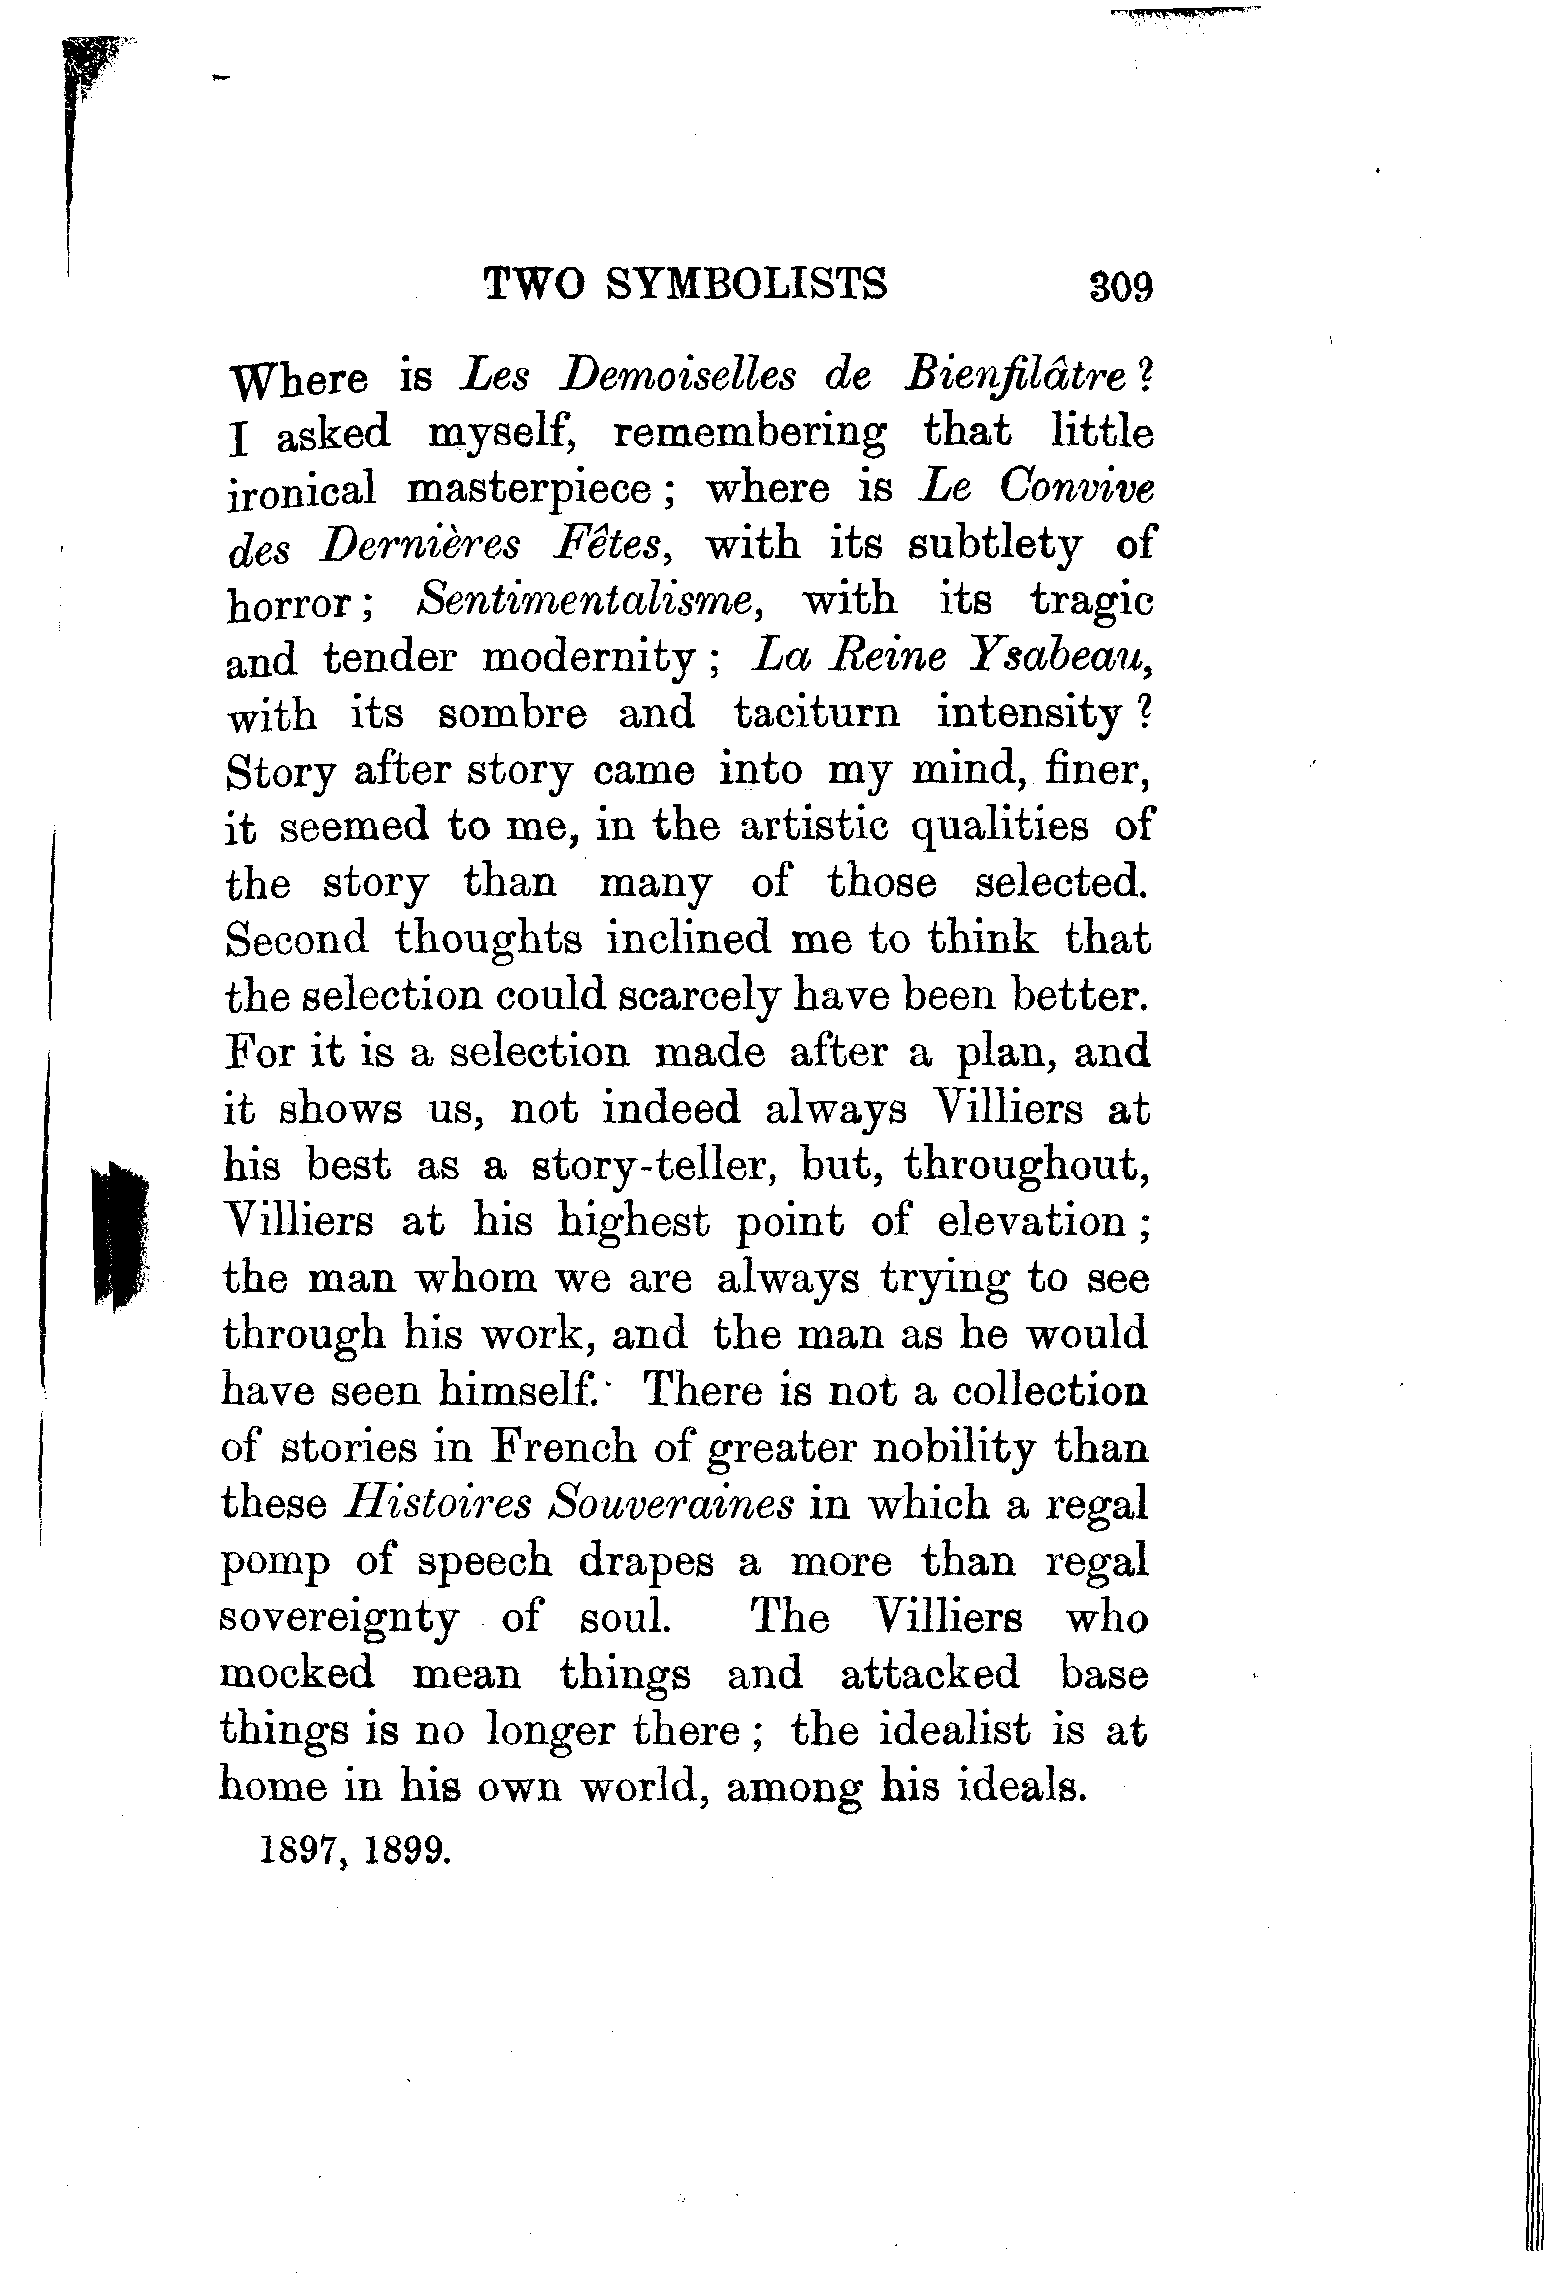 TWO SYMBOLISTS 309
Where is Les Demoiselles de Bienfilâtre ?
I asked myself, remembering that little
ironical masterpiece ; where is Le Convive
des Dernières Fêtes, with its subtlety of
horror ; Sentimentalisme, with its tragic
and tender modernity ; La Reine Ysabeau,
with its sombre and taciturn intensity ?
Story after story came into my mind, finer,
it seemed to me, in the artistic qualities of
the story than many of those selected.
Second thoughts inclined me to think that
the selection could scarcely have been better.
For it is a selection made after a plan, and
it shows us, not indeed always Villiers at
his best as a story-teller, but, throughout,
Villiers at his highest point of elevation ;
the man whom we are always trying to see
through his work, and the man as he would
have seen himself. There is not a collection
of stories in French of greater nobility than
these Histoires Souveraines in which a regal
pomp of speech drapes a more than regal
sovereignty of soul. The Villiers who
mocked mean things and attacked base
things is no longer there ; the idealist is at
home in his own world, among his ideals.
1897, 1899.